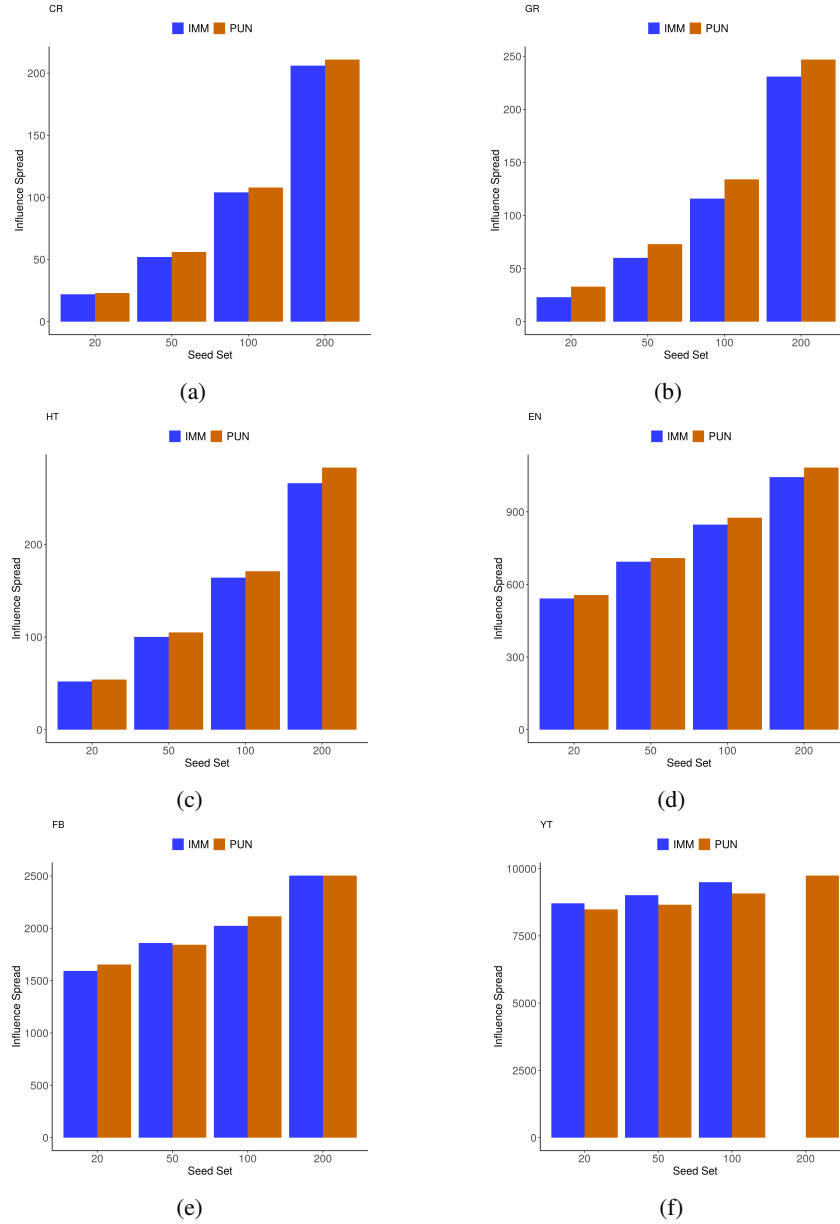 CR
IMM PUN
200
150
100
50
0
Influence Spread
20 50 100 200
Seed Set
(a)
GR
IMM PUN
250
200
150
100
50
0
Influence Spread
20 50 100 200
Seed Set
(b)
HT
IMM PUN
200
100
0
Influence Spread
20 50 100 200
Seed Set
(c)
EN
IMM PUN
900
600
300
0
Influence Spread
20 50 100 200
Seed Set
(d)
FB
IMM PUN
2500
2000
1500
1000
500
0
Influence Spread
20 50 100 200
Seed Set
(e)
YT
IMM PUN
10000
7500
5000
2500
0
Influence Spread
20 50 100 200
Seed Set
(f)